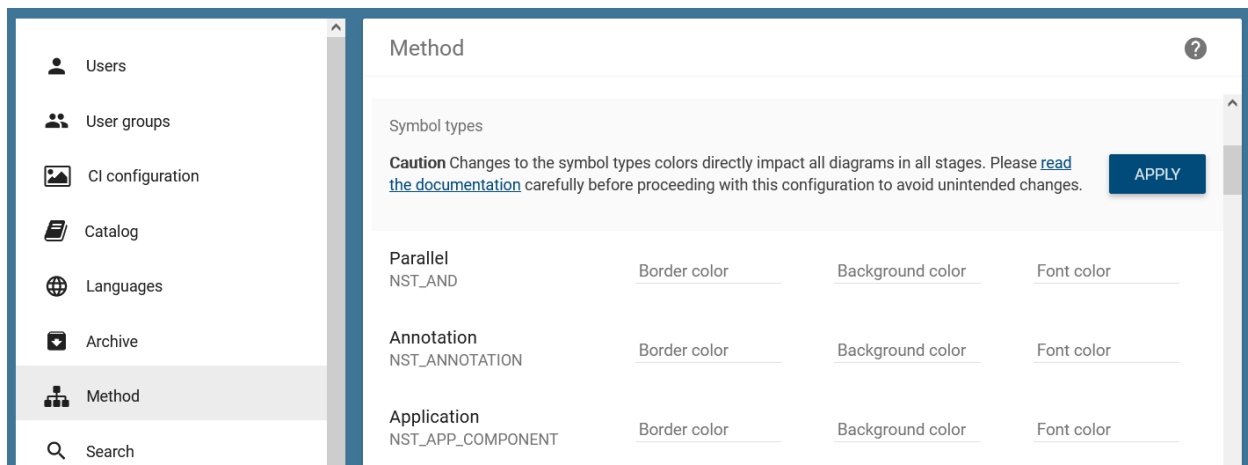 Users
User groups
CI configuration
Catalog
Languages
Archive
Method
Search
Method
Symbol types
Caution Changes to the symbol types colors directly impact all diagrams in all stages. Please read
the documentation carefully before proceeding with this configuration to avoid unintended changes.
APPLY
Parallel
NST_AND
Border color Background color Font color
Annotation
NST_ANNOTATION
Border color Background color Font color
Application
NST_APP_COMPONENT
Border color Background color Font color